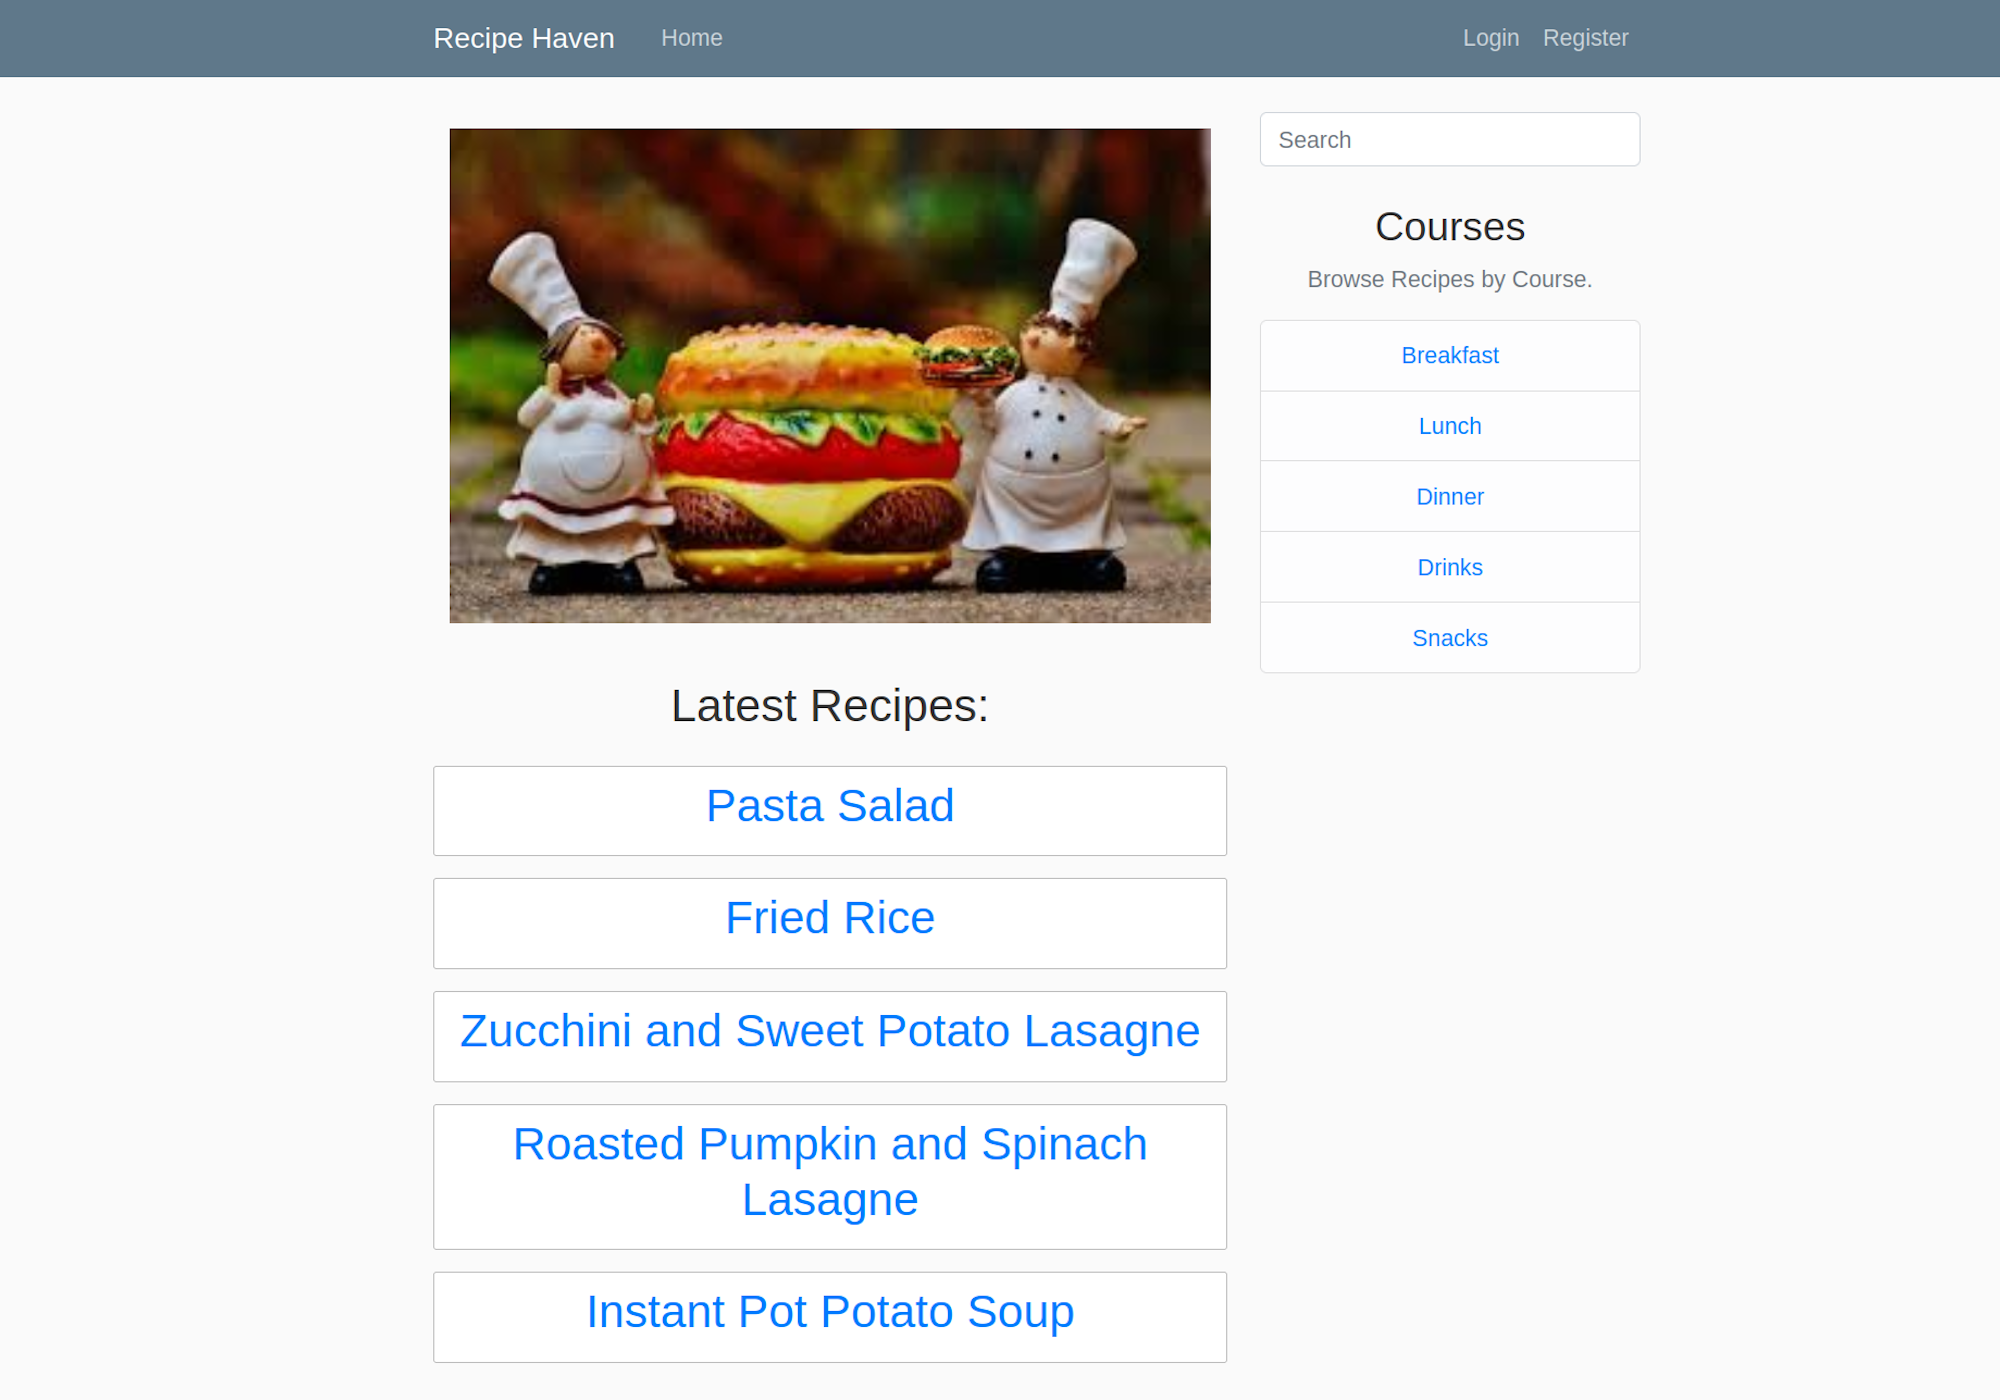 Recipe Haven
Home
Login
Register
Search
Courses
Browse Recipes by Course.
Breakfast
Lunch
Dinner
Drinks
Snacks
Latest Recipes:
Pasta Salad
Fried Rice
Zucchini and Sweet Potato Lasagne
Roasted Pumpkin and Spinach
Lasagne
Instant Pot Potato Soup